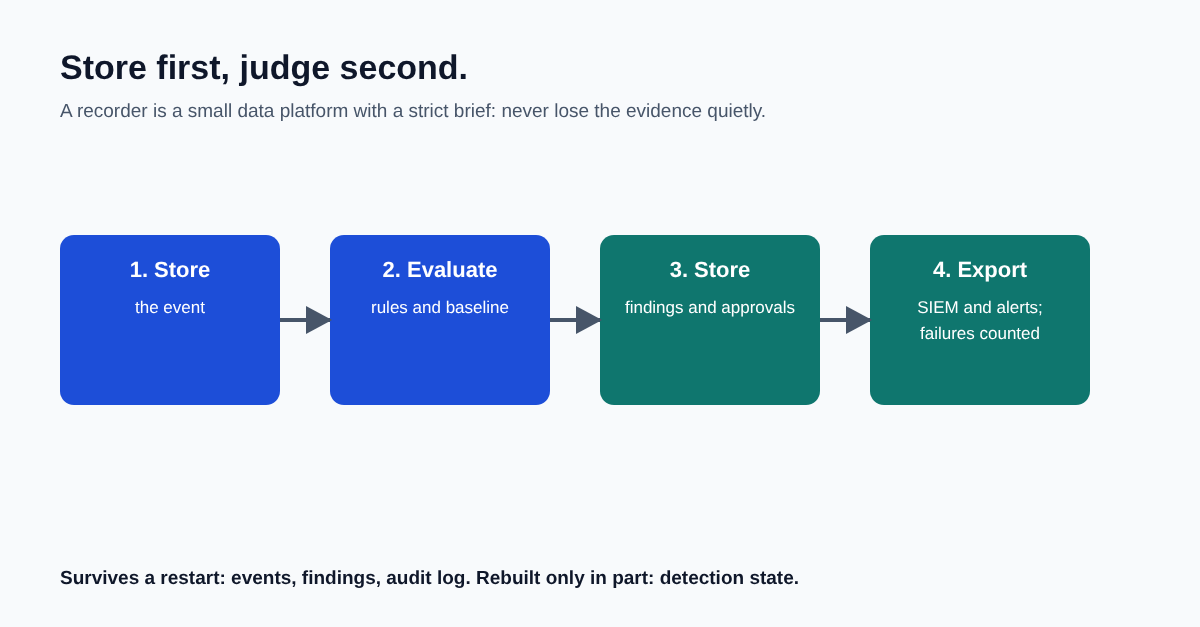 Store first, judge second.
A recorder is a small data platform with a strict brief: never lose the evidence quietly.
1. Store
the event
2. Evaluate
rules and baseline
3. Store
findings and approvals
4. Export
SIEM and alerts;
failures counted
Survives a restart: events, findings, audit log. Rebuilt only in part: detection state.